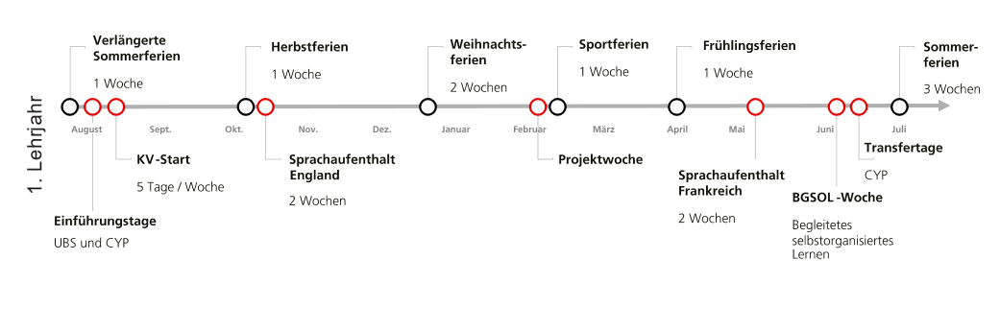 Verlängerte
Sommerferien
1 Woche
Herbstferien
1 Woche
Weihnachts-
ferien
2 Wochen
Sportferien
1 Woche
Frühlingsferien
1 Woche
Sommer-
ferien
3 Wochen
1. Lehrjahr
August Sept. Okt. Nov. Dez. Januar Februar März April Mai Juni Juli
KV-Start
5 Tage / Woche
Einführungstage
UBS und CYP
Sprachaufenthalt
England
2 Wochen
Projektwoche
Sprachaufenthalt
Frankreich
2 Wochen
Transfertage
CYP
BGSOL-Woche
Begleitetes
selbstorganisiertes
Lernen